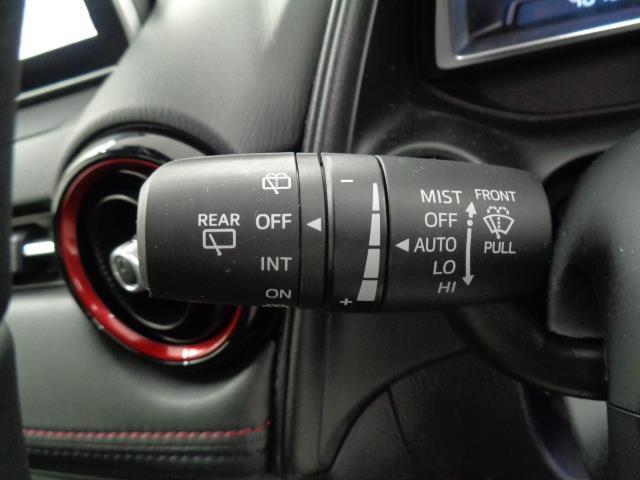 REAR
OFF
INT
ON
−
+
MIST
OFF
AUTO
LO
HI
FRONT
PULL